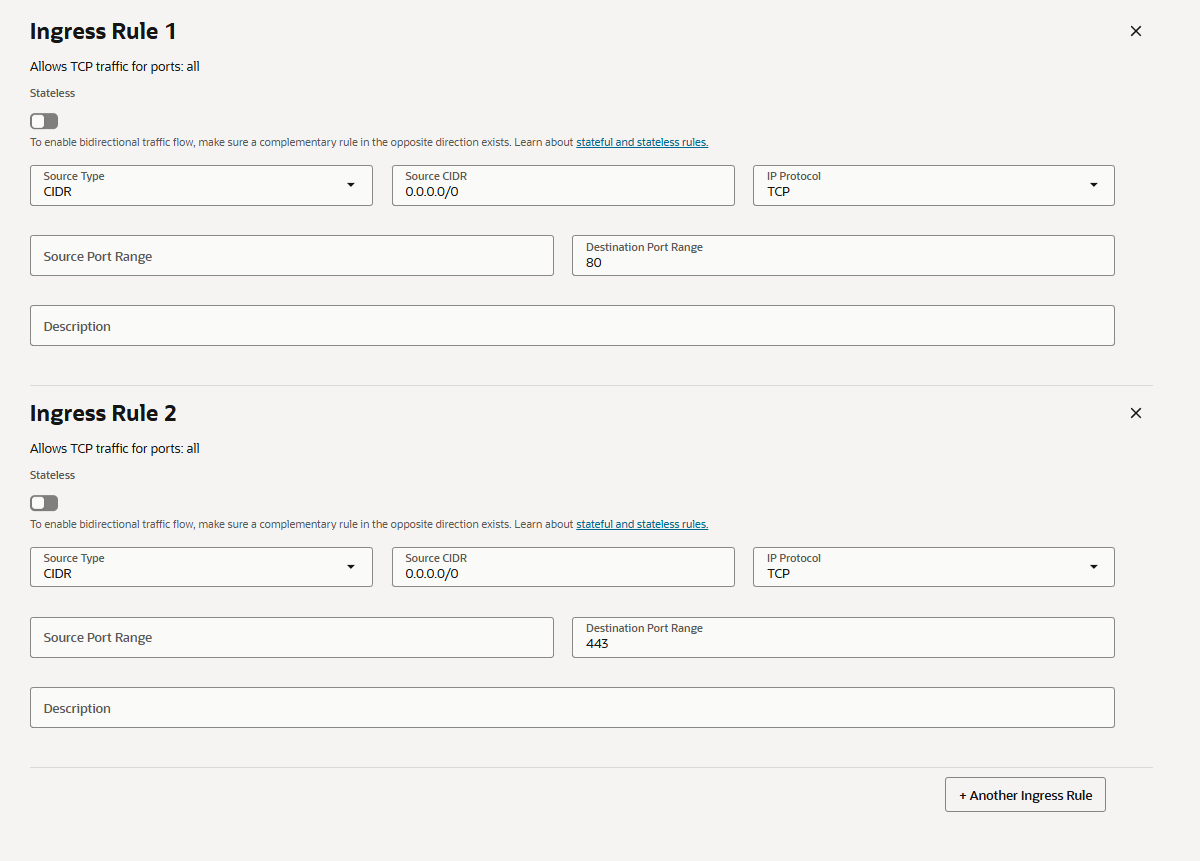 Ingress Rule 1
Allows TCP traffic for ports: all
Stateless
To enable bidirectional traffic flow, make sure a complementary rule in the opposite direction exists. Learn about stateful and stateless rules.
Source Type
CIDR
Source CIDR
0.0.0.0/0
IP Protocol
TCP
Source Port Range
Destination Port Range
80
Description
Ingress Rule 2
Allows TCP traffic for ports: all
Stateless
To enable bidirectional traffic flow, make sure a complementary rule in the opposite direction exists. Learn about stateful and stateless rules.
Source Type
CIDR
Source CIDR
0.0.0.0/0
IP Protocol
TCP
Source Port Range
Destination Port Range
443
Description
+ Another Ingress Rule